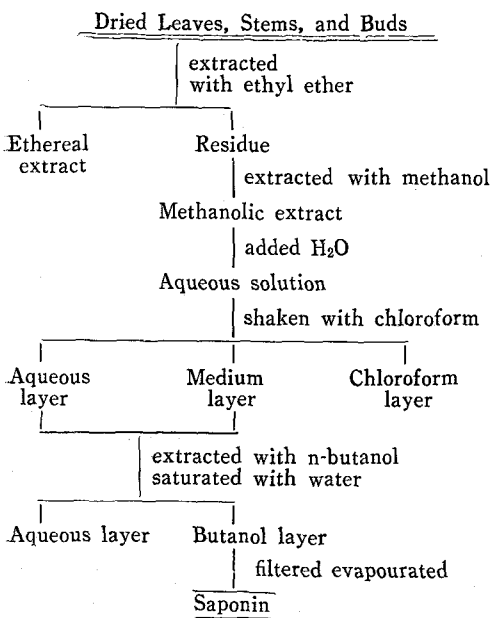 Dried Leaves, Stems, and Buds
extracted
with ethyl ether
Ethereal
extract
Residue
extracted with methanol
Methanolic extract
added H₂O
Aqueous solution
shaken with chloroform
Aqueous
layer
Medium
layer
Chloroform
layer
extracted with n-butanol
saturated with water
Aqueous layer
Butanol layer
filtered evapourated
Saponin